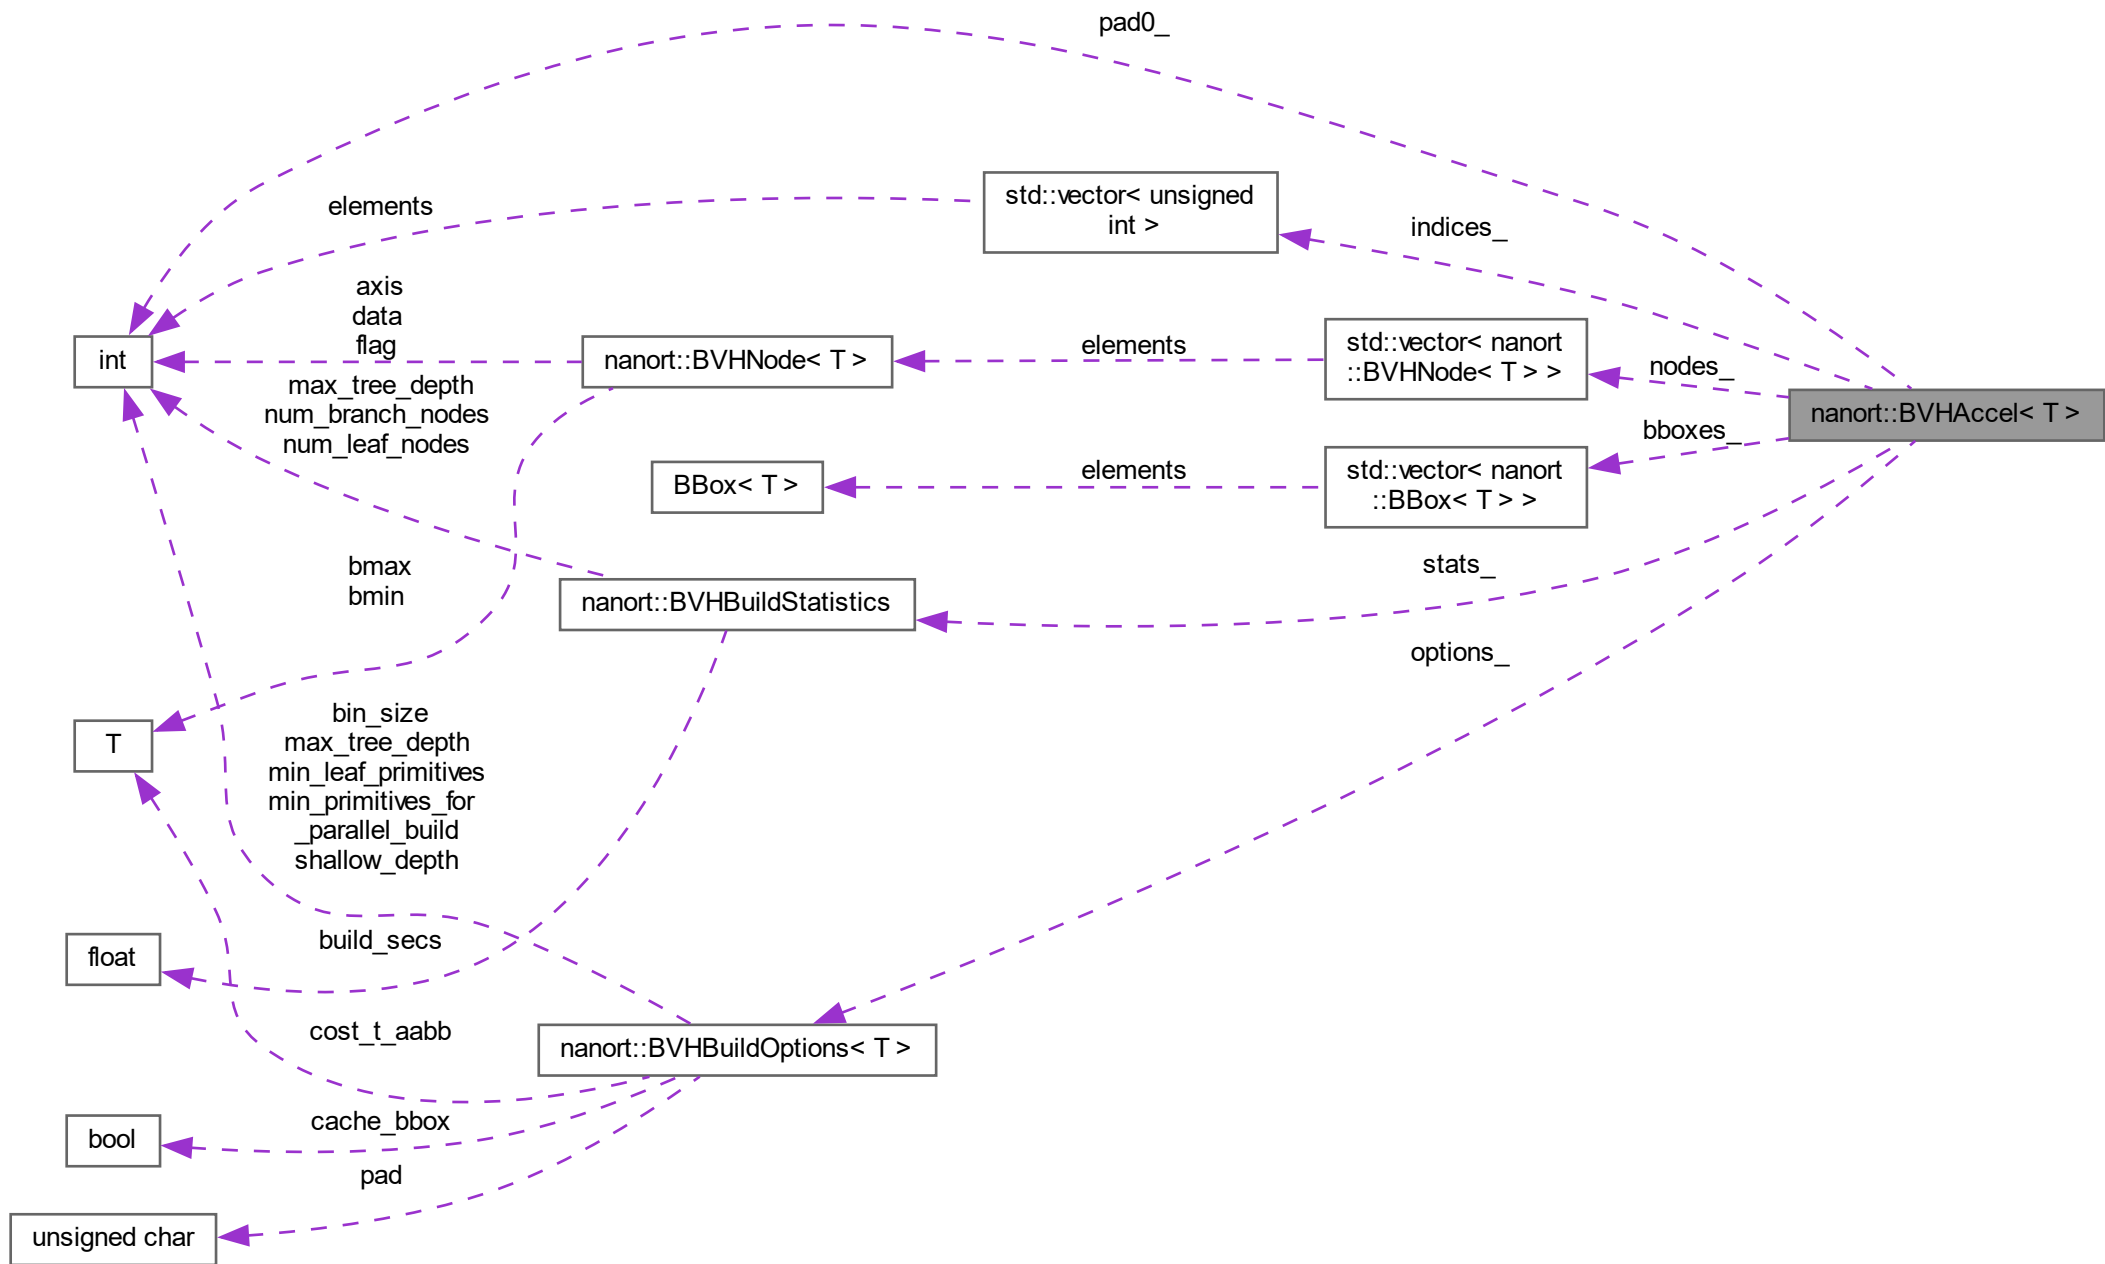 pad0_
std::vector< unsigned
int >
elements
indices_
axis
data
flag
int
nanort::BVHNode< T >
elements
std::vector< nanort
::BVHNode< T > >
nodes_
max_tree_depth
num_branch_nodes
num_leaf_nodes
nanort::BVHAccel< T >
bboxes_
BBox< T >
elements
std::vector< nanort
::BBox< T > >
bmax
bmin
nanort::BVHBuildStatistics
stats_
options_
T
bin_size
max_tree_depth
min_leaf_primitives
min_primitives_for
_parallel_build
shallow_depth
float
build_secs
cost_t_aabb
nanort::BVHBuildOptions< T >
bool
cache_bbox
pad
unsigned char